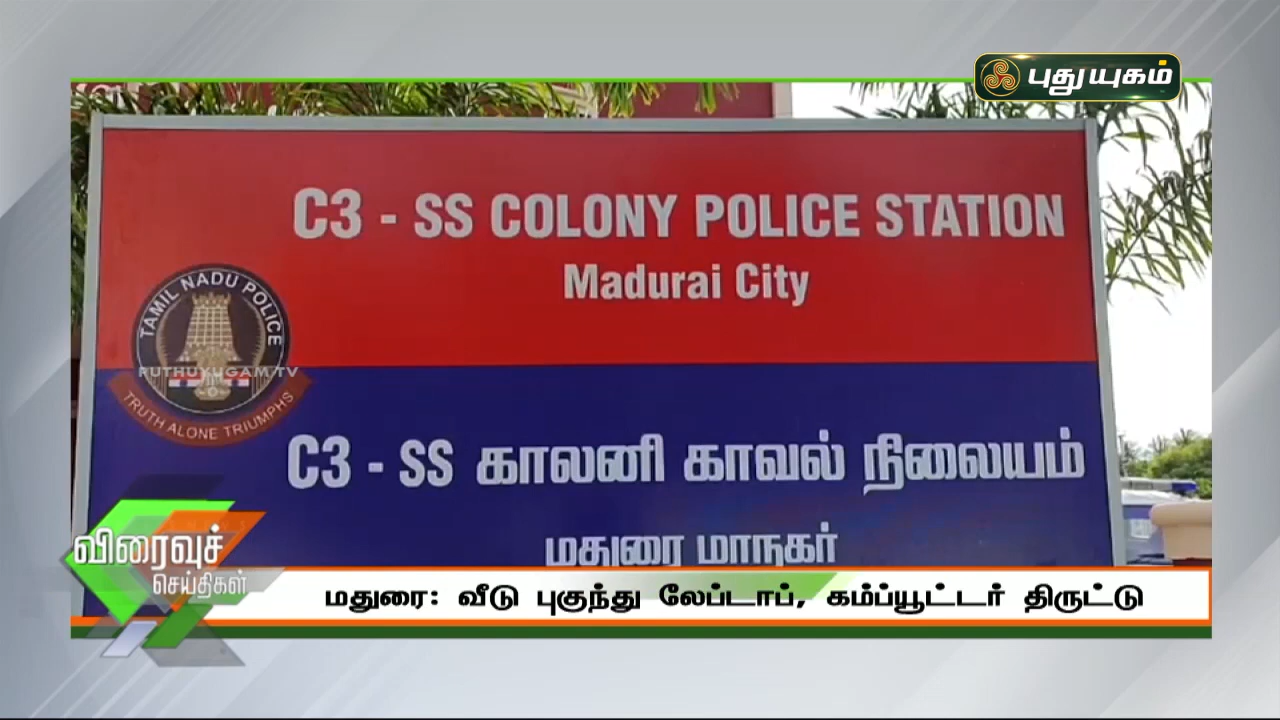 புதுயுகம்
C3 - SS COLONY POLICE STATION
Madurai City
TAMIL NADU POLICE
PUTHUYUGAM TV
TRUTH ALONE TRIUMPHS
C3 - SS காலனி காவல் நிலையம்
மதுரை மாநகர்
விரைவுச்
செய்திகள்
மதுரை: வீடு புகுந்து லேப்டாப், கம்ப்யூட்டர் திருட்டு